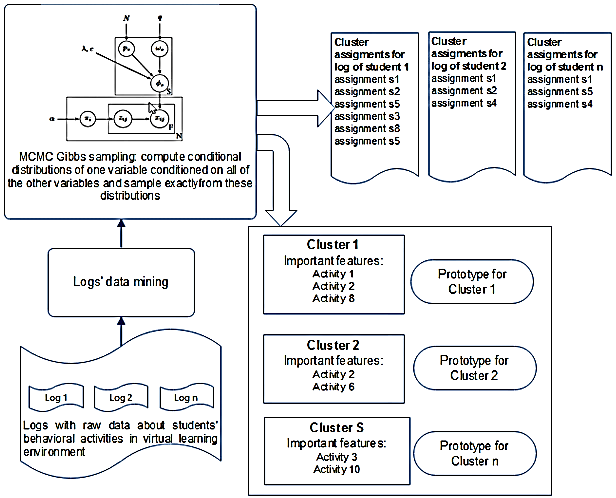 N
q
λ, c
P
ω
ϕ
S
α
π
z
x
F
N
MCMC Gibbs sampling: compute conditional
distributions of one variable conditioned on all of
the other variables and sample exactlyfrom these
distributions
Logs' data mining
Log 1
Log 2
Log n
Logs with raw data about students'
behavioral activities in virtual learning
environment
Cluster
assigments for
log of student 1
assignment s1
assignment s2
assignment s5
assignment s3
assignment s8
assignment s5
Cluster
assigments for
log of student 2
assignment s1
assignment s2
assignment s4
Cluster
assigments for
log of student n
assignment s1
assignment s5
assignment s4
Cluster 1
Important features:
Activity 1
Activity 2
Activity 8
Prototype for
Cluster 1
Cluster 2
Important features:
Activity 2
Activity 6
Prototype for
Cluster 2
Cluster S
Important features:
Activity 3
Activity 10
Prototype for
Cluster n